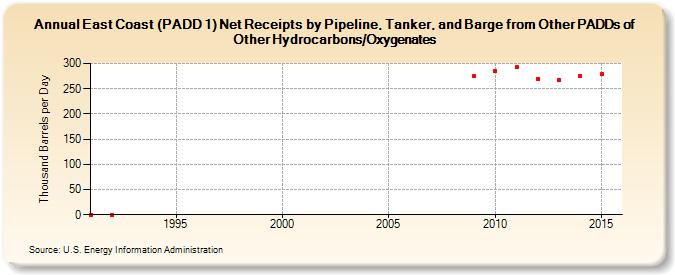 Annual East Coast (PADD 1) Net Receipts by Pipeline, Tanker, and Barge from Other PADDs of
Other Hydrocarbons/Oxygenates
Thousand Barrels per Day
300
250
200
150
100
50
0
1995 2000 2005 2010 2015
Source: U.S. Energy Information Administration